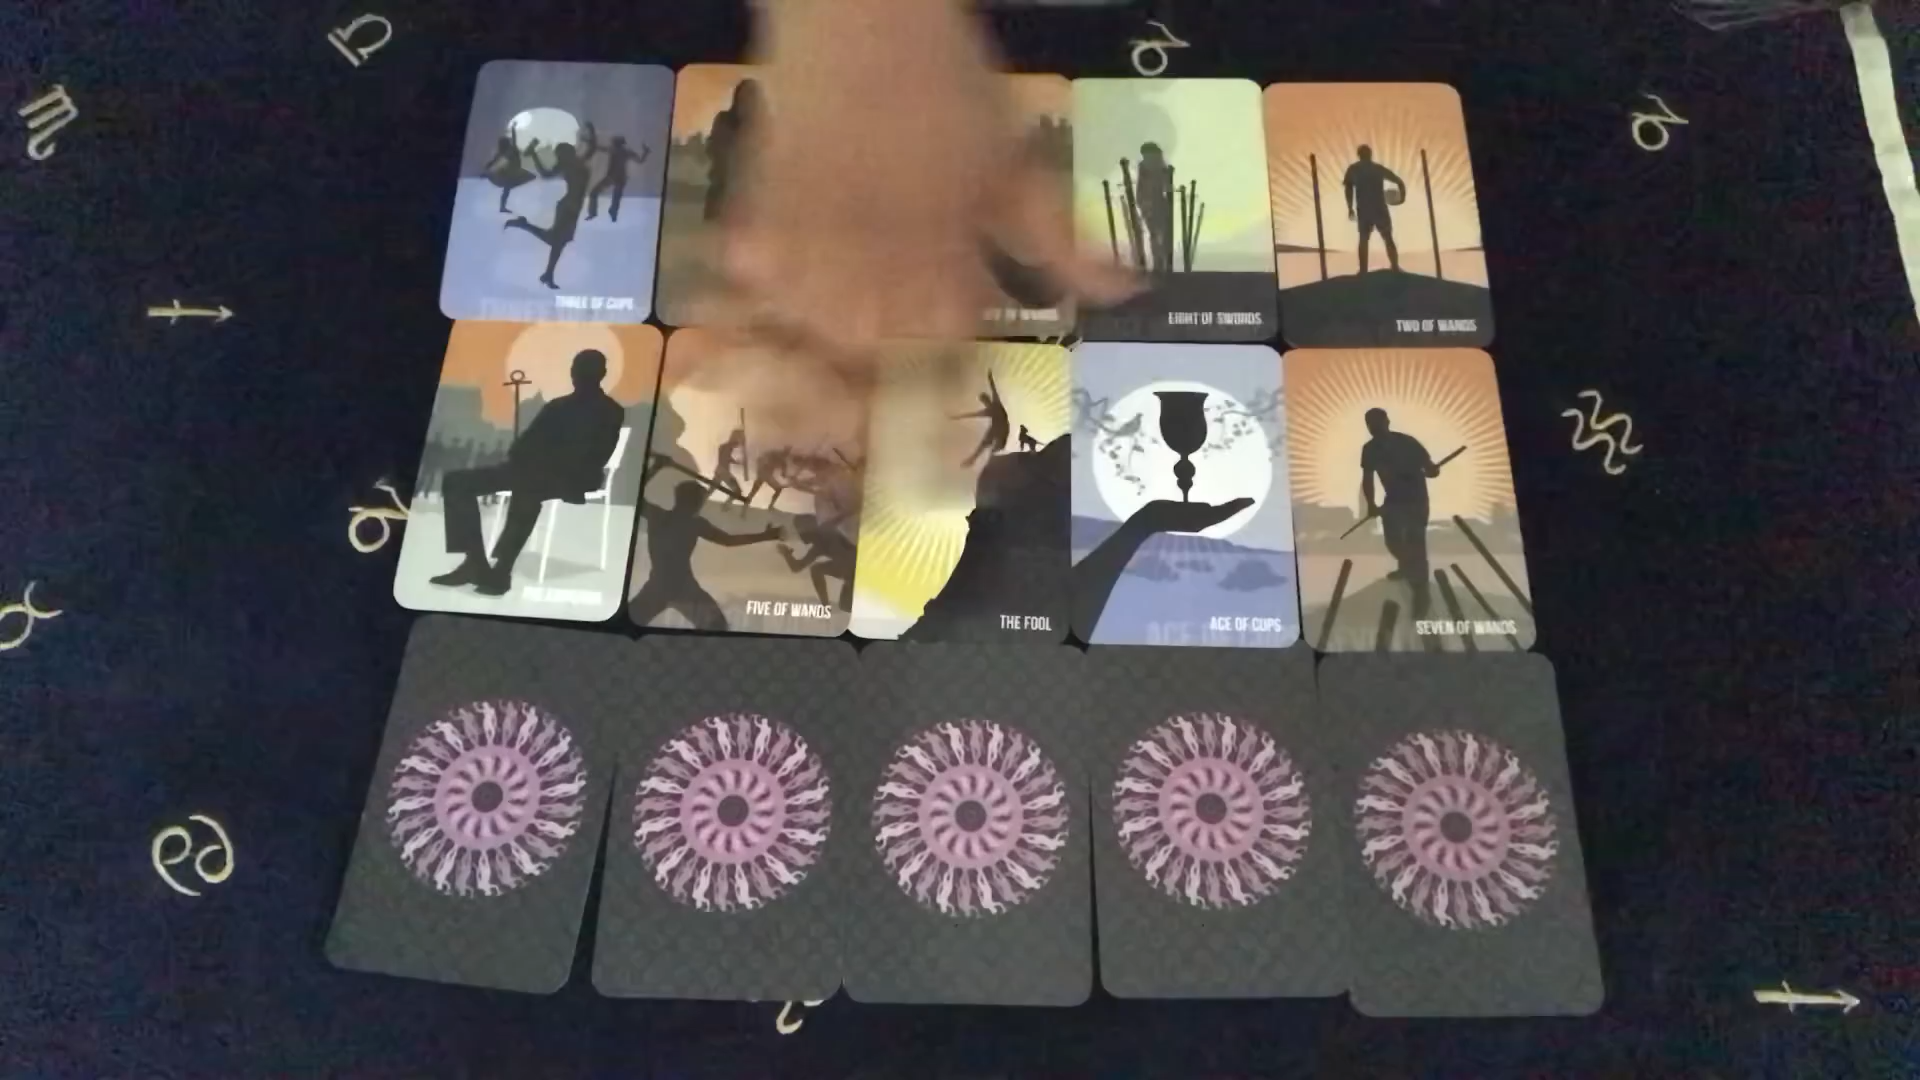 THREE OF CUPS
EIGHT OF SWORDS
TWO OF WANDS
FIVE OF WANDS
THE FOOL
ACE OF CUPS
SEVEN OF WANDS